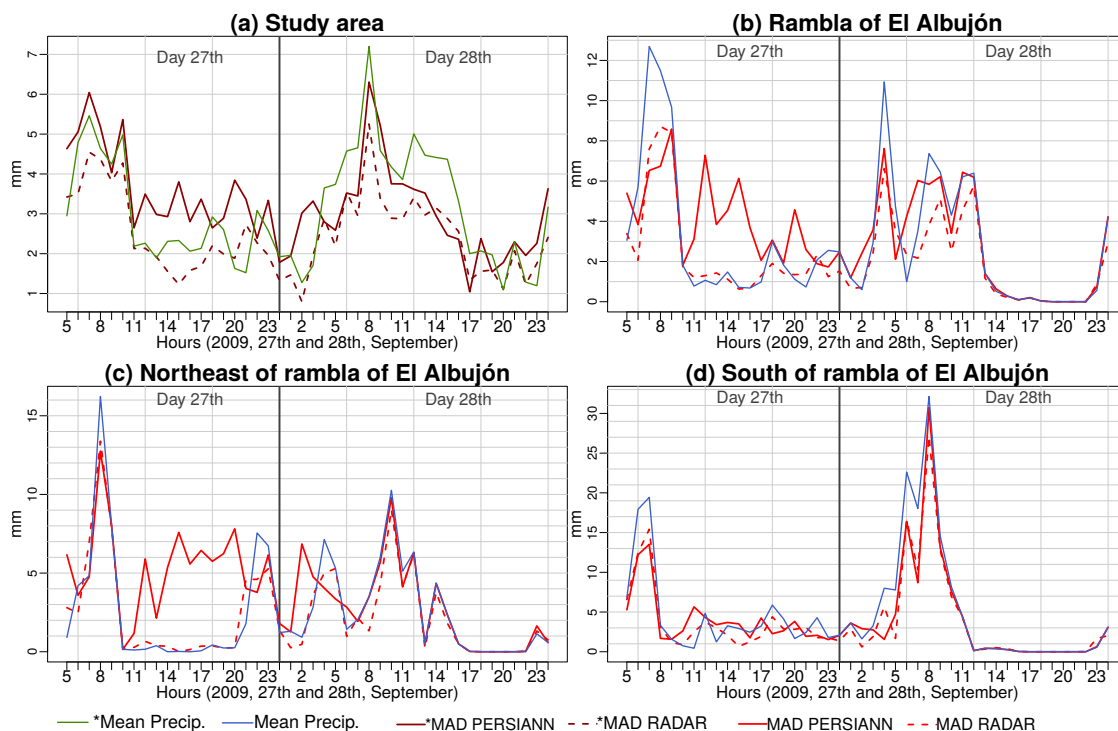 (a) Study area
Day 27th
Day 28th
mm
1 2 3 4 5 6 7
5 8 11 14 17 20 23 2 5 8 11 14 17 20 23
Hours (2009, 27th and 28th, September)
(b) Rambla of El Albujón
Day 27th
Day 28th
mm
0 2 4 6 8 10 12
5 8 11 14 17 20 23 2 5 8 11 14 17 20 23
Hours (2009, 27th and 28th, September)
(c) Northeast of rambla of El Albujón
Day 27th
Day 28th
mm
0 5 10 15
5 8 11 14 17 20 23 2 5 8 11 14 17 20 23
Hours (2009, 27th and 28th, September)
(d) South of rambla of El Albujón
Day 27th
Day 28th
mm
0 5 10 15 20 25 30
5 8 11 14 17 20 23 2 5 8 11 14 17 20 23
Hours (2009, 27th and 28th, September)
*Mean Precip. Mean Precip. *MAD PERSIANN *MAD RADAR MAD PERSIANN MAD RADAR